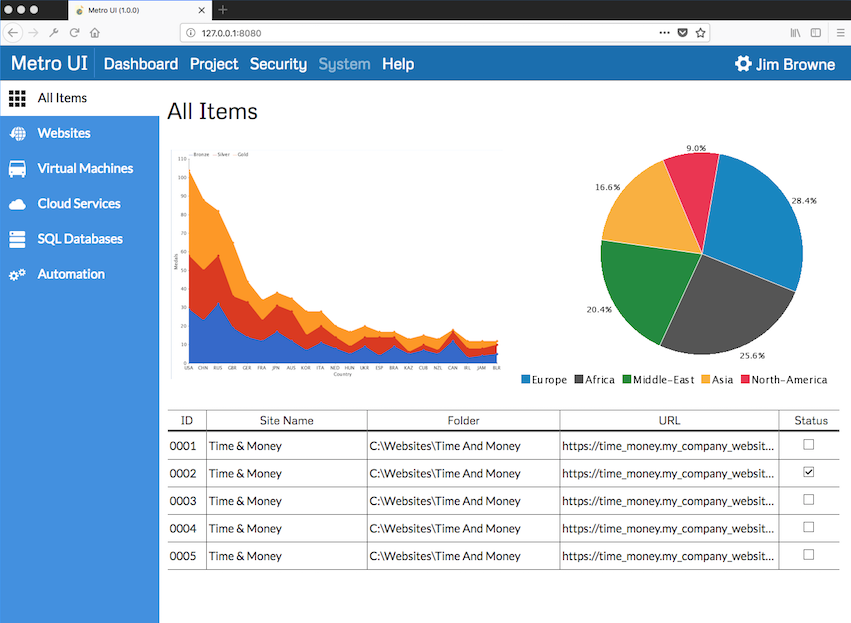 Metro UI (1.0.0)
127.0.0.1:8080
Metro UI Dashboard Project Security System Help Jim Browne
All Items
Websites
Virtual Machines
Cloud Services
SQL Databases
Automation
All Items
Bronze Silver Gold
110
100
90
80
70
60
50
40
30
20
10
0
Medals
USA CHN RUS GBR GER FRA JPN AUS KOR ITA NED HUN UKR ESP BRA KAZ CUB NZL CAN IRL JAM BLR
Country
9.0%
28.4%
16.6%
20.4%
25.6%
Europe Africa Middle-East Asia North-America
ID Site Name Folder URL Status
0001 Time & Money C:\Websites\Time And Money https://time_money.my_company_websit...
0002 Time & Money C:\Websites\Time And Money https://time_money.my_company_websit...
0003 Time & Money C:\Websites\Time And Money https://time_money.my_company_websit...
0004 Time & Money C:\Websites\Time And Money https://time_money.my_company_websit...
0005 Time & Money C:\Websites\Time And Money https://time_money.my_company_websit...